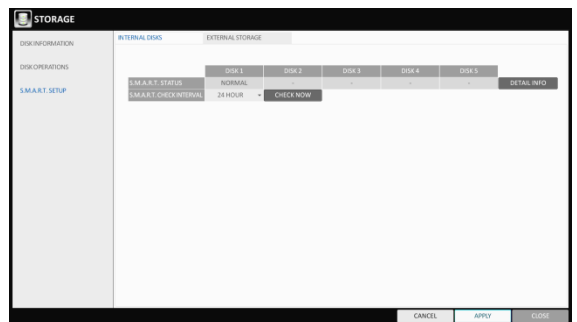 STORAGE
DISK INFORMATION
DISK OPERATIONS
S.M.A.R.T. SETUP
INTERNAL DISKS EXTERNAL STORAGE
DISK 1 DISK 2 DISK 3 DISK 4 DISK 5
S.M.A.R.T. STATUS NORMAL - - - - DETAIL INFO
S.M.A.R.T. CHECK INTERVAL 24 HOUR CHECK NOW
CANCEL APPLY CLOSE